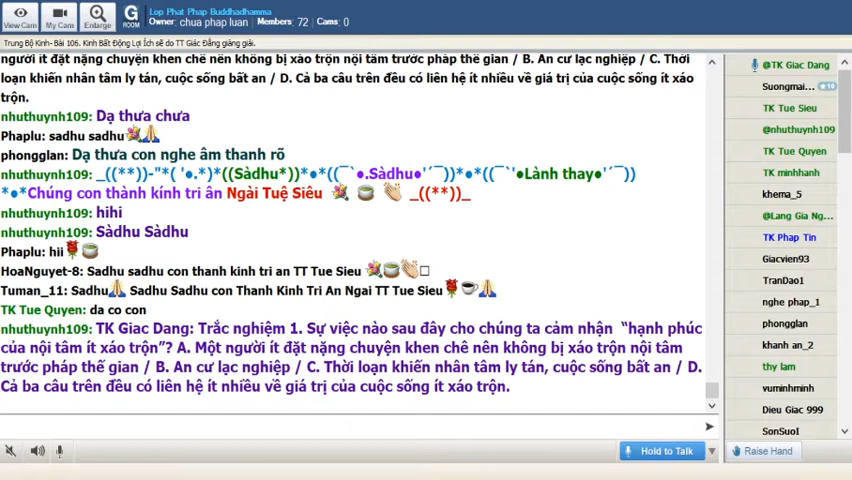 Lop Phat Phap Buddhadhamma
Owner: chua phap luan Members: 72 Cams: 0
View Cam
My Cam
Enlarge
G
ROOM
Trung Bộ Kinh- Bài 106. Kinh Bất Động Lợi Ích sẽ do TT Giác Đẳng giảng giải.
người ít đặt nặng chuyện khen chê nên không bị xáo trộn nội tâm trước pháp thế gian / B. An cư lạc nghiệp / C. Thời
loạn khiến nhân tâm ly tán, cuộc sống bất an / D. Cả ba câu trên đều có liên hệ ít nhiều về giá trị của cuộc sống ít xáo
trộn.
nhuthuynh109: Dạ thưa chưa
Phaplu: sadhu sadhu
phongglan: Dạ thưa con nghe âm thanh rõ
nhuthuynh109: _((**))-"*( '●.*)*((Sàdhu*))*●*((¯`●.Sàdhu●'´¯))*●*((¯`'●Lành thay●'´¯))
*●*Chúng con thành kính tri ân Ngài Tuệ Siêu _((**))_
nhuthuynh109: hihi
nhuthuynh109: Sàdhu Sàdhu
Phaplu: hii
HoaNguyet-8: Sadhu sadhu con thanh kinh tri an TT Tue Sieu
Tuman_11: Sadhu Sadhu Sadhu con Thanh Kinh Tri An Ngai TT Tue Sieu
TK Tue Quyen: da co con
nhuthuynh109: TK Giac Dang: Trắc nghiệm 1. Sự việc nào sau đây cho chúng ta cảm nhận “hạnh phúc
của nội tâm ít xáo trộn”? A. Một người ít đặt nặng chuyện khen chê nên không bị xáo trộn nội tâm
trước pháp thế gian / B. An cư lạc nghiệp / C. Thời loạn khiến nhân tâm ly tán, cuộc sống bất an / D.
Cả ba câu trên đều có liên hệ ít nhiều về giá trị của cuộc sống ít xáo trộn.
@TK Giac Dang
Suongmai...
TK Tue Sieu
@nhuthuynh109
TK Tue Quyen
TK minhhanh
khema_5
@Lang Gia Ng...
TK Phap Tin
Giacvien93
TranDao1
nghe phap_1
phongglan
khanh an_2
thy lam
vuminhminh
Dieu Giac 999
SonSuoI
Hold to Talk
Raise Hand